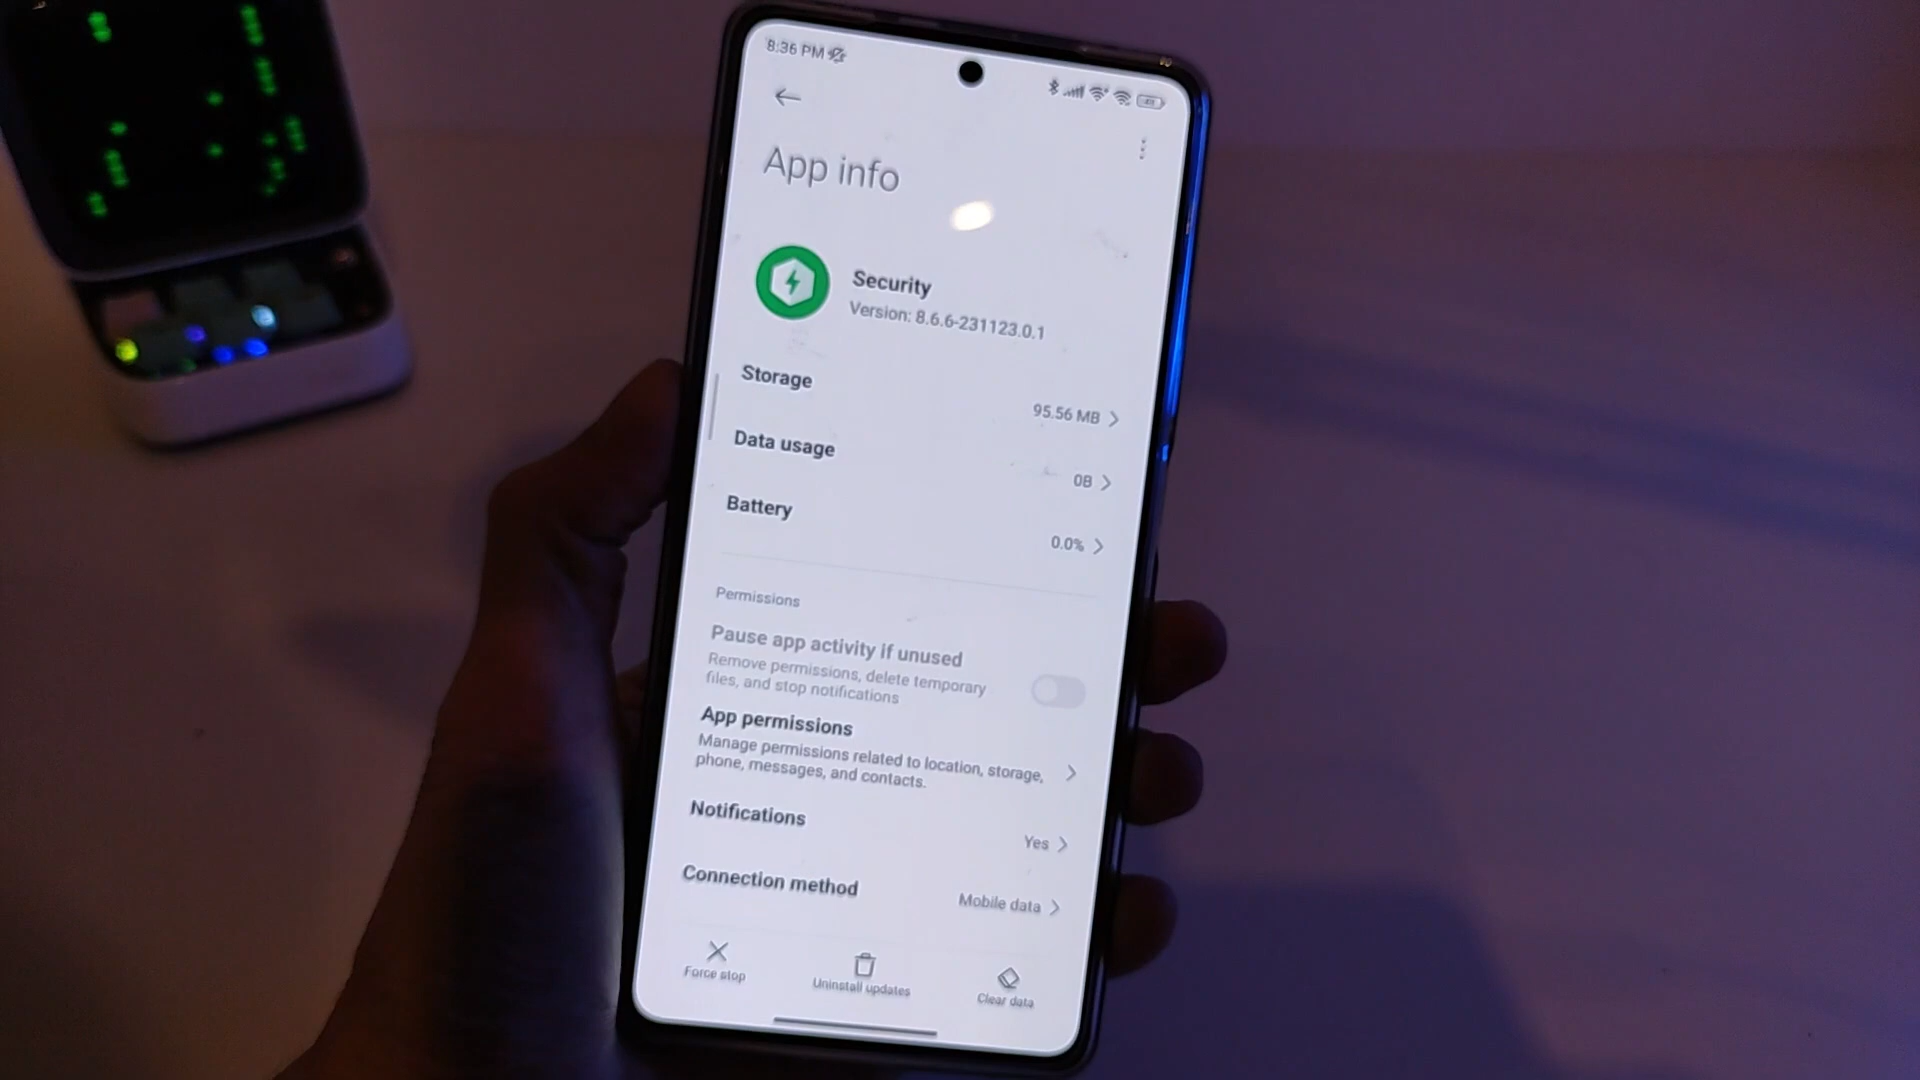 8:36 PM
App info
Security
Version: 8.6.6-231123.0.1
Storage
95.56 MB
Data usage
0B
Battery
0.0%
Permissions
Pause app activity if unused
Remove permissions, delete temporary
files, and stop notifications
App permissions
Manage permissions related to location, storage,
phone, messages, and contacts.
Notifications
Yes
Connection method
Mobile data
Force stop
Uninstall updates
Clear data